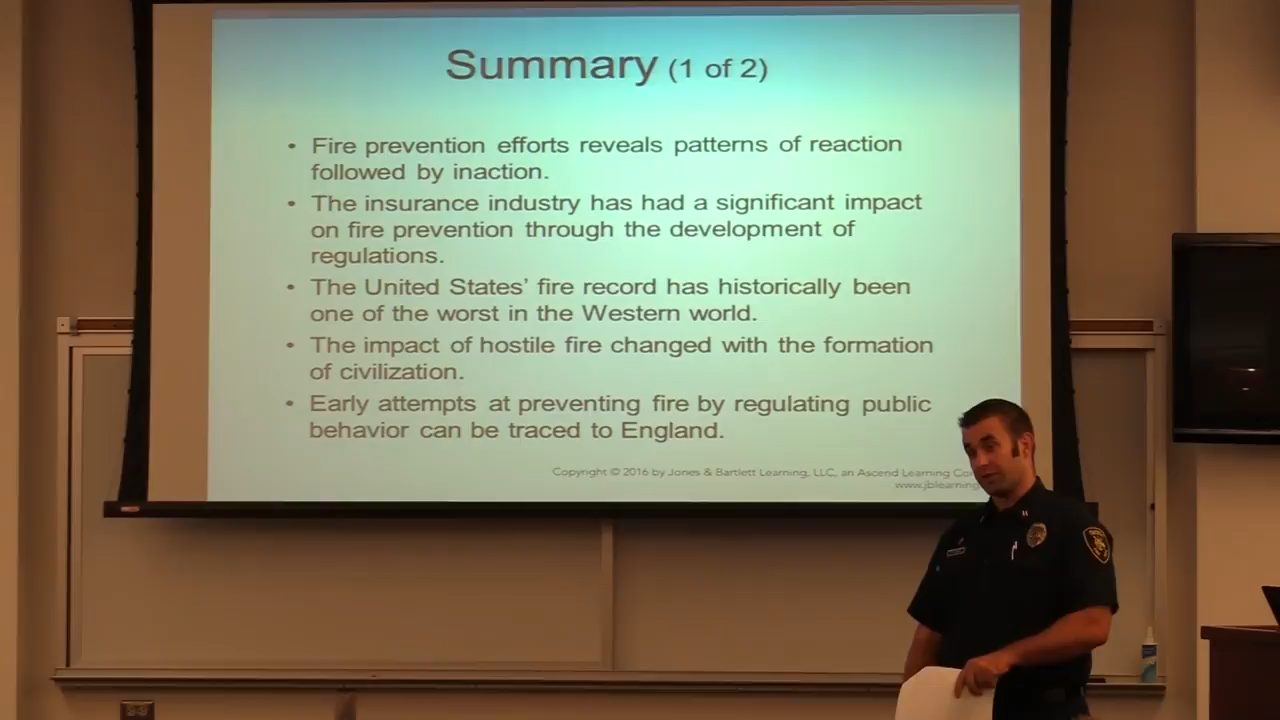 Summary (1 of 2)
• Fire prevention efforts reveals patterns of reaction
followed by inaction.
• The insurance industry has had a significant impact
on fire prevention through the development of
regulations.
• The United States' fire record has historically been
one of the worst in the Western world.
• The impact of hostile fire changed with the formation
of civilization.
• Early attempts at preventing fire by regulating public
behavior can be traced to England.
Copyright © 2016 by Jones & Bartlett Learning, LLC, an Ascend Learning Co
www.jblearning